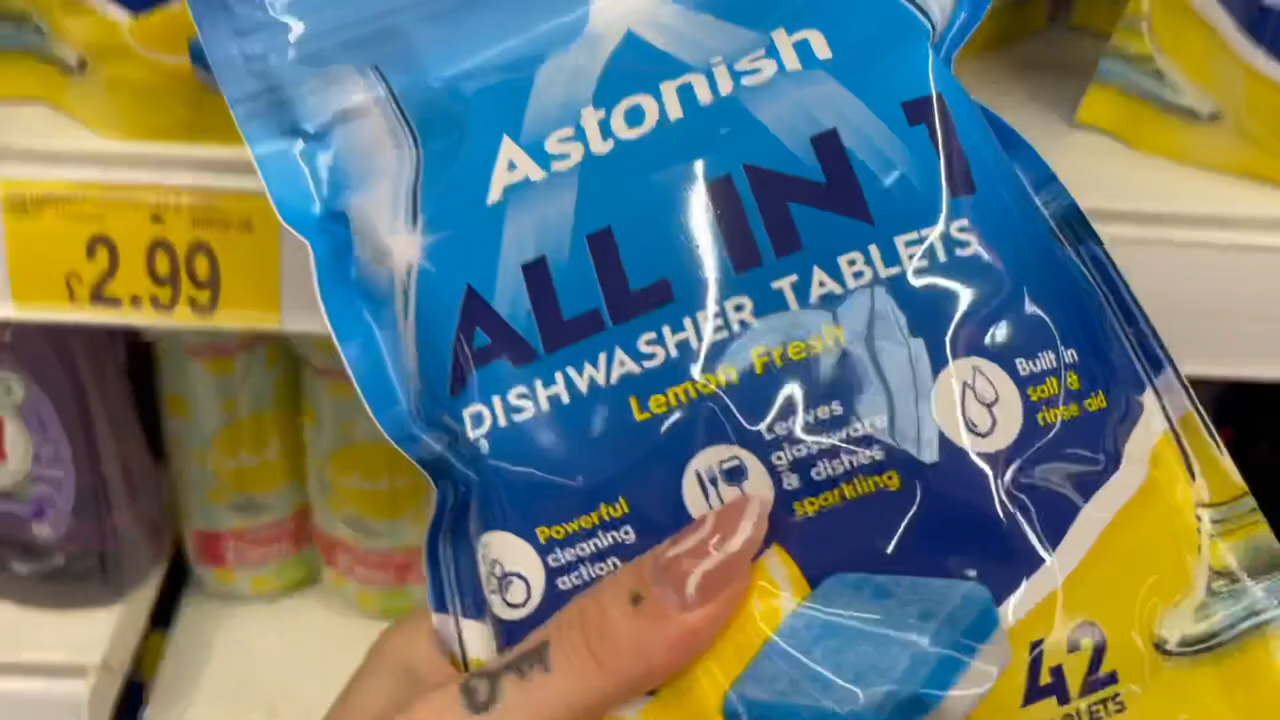 Astonish
ALL IN 1
DISHWASHER TABLETS
Lemon Fresh
Built in
salt &
rinse aid
Leaves
glassware
& dishes
sparkling
Powerful
cleaning
action
42
£2.99